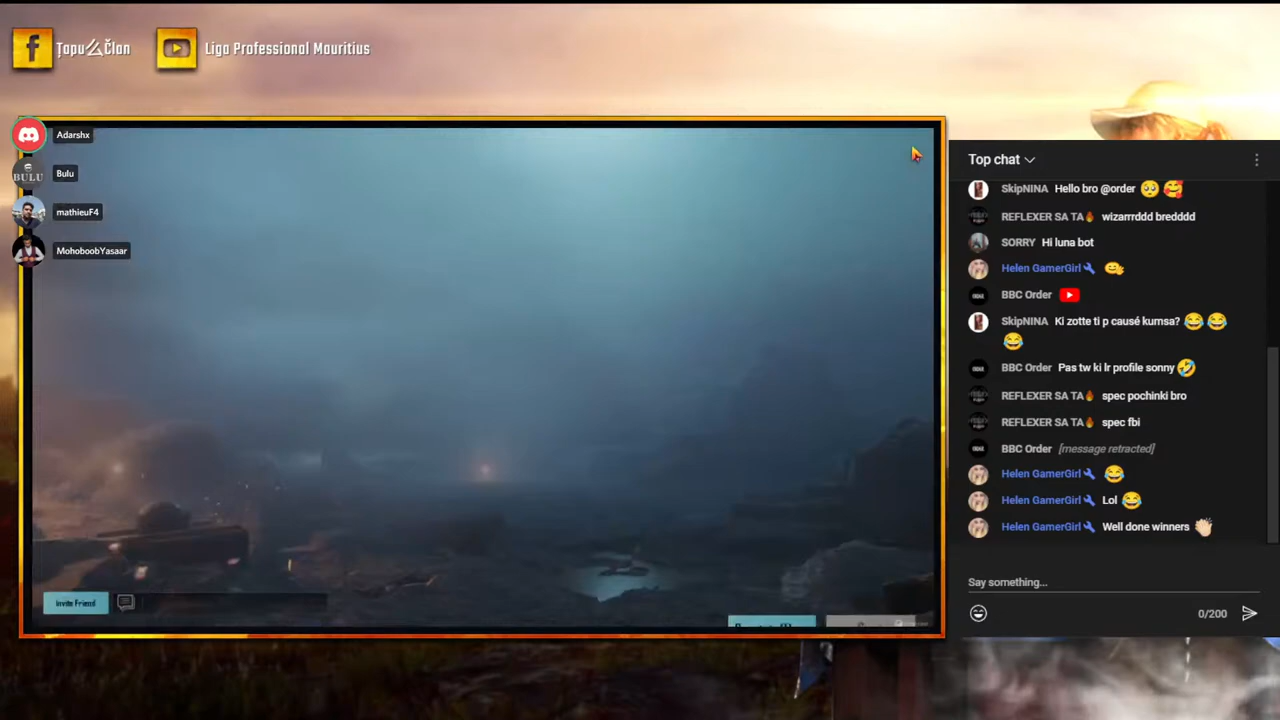 Ţapu么Član
Liga Professional Mauritius
Adarshx
BULU
Bulu
mathieuF4
MohoboobYasaar
Invite Friend
Top chat
SkipNINA Hello bro @order
REFLEXER SA TA wizarrrddd bredddd
SORRY Hi luna bot
Helen GamerGirl
BBC Order
SkipNINA Ki zotte ti p causé kumsa?
BBC Order Pas tw ki lr profile sonny
REFLEXER SA TA spec pochinki bro
REFLEXER SA TA spec fbi
BBC Order [message retracted]
Helen GamerGirl
Helen GamerGirl Lol
Helen GamerGirl Well done winners
Say something...
0/200